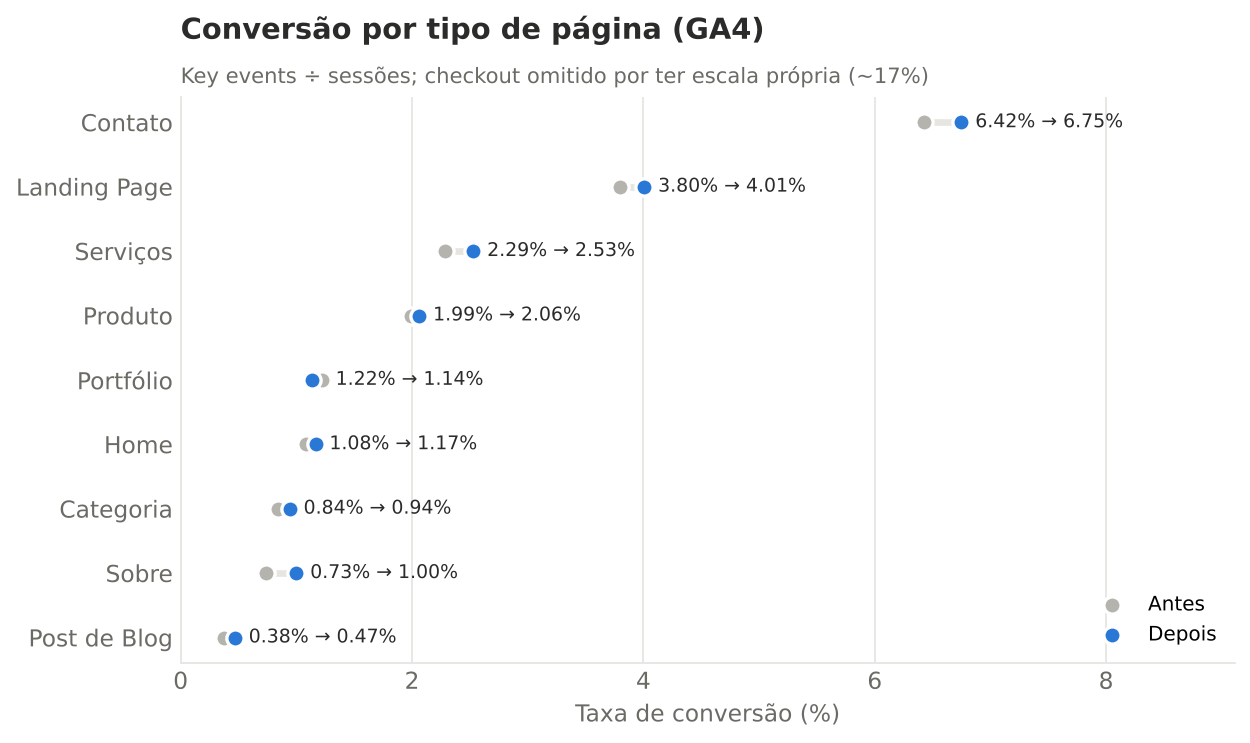 Conversão por tipo de página (GA4)
Key events ÷ sessões; checkout omitido por ter escala própria (~17%)
Contato 6.42% → 6.75%
Landing Page 3.80% → 4.01%
Serviços 2.29% → 2.53%
Produto 1.99% → 2.06%
Portfólio 1.22% → 1.14%
Home 1.08% → 1.17%
Categoria 0.84% → 0.94%
Sobre 0.73% → 1.00%
Antes
Post de Blog 0.38% → 0.47%
Depois
0 2 4 6 8
Taxa de conversão (%)